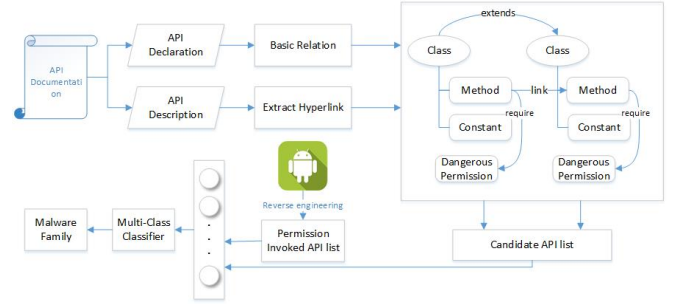 API
Documentati
on
API
Declaration
API
Description
Basic Relation
Extract Hyperlink
extends
Class
Class
Method
link
Method
require
require
Constant
Constant
Dangerous
Permission
Dangerous
Permission
Reverse engineering
Malware
Family
Multi-Class
Classifier
Permission
Invoked API list
Candidate API list